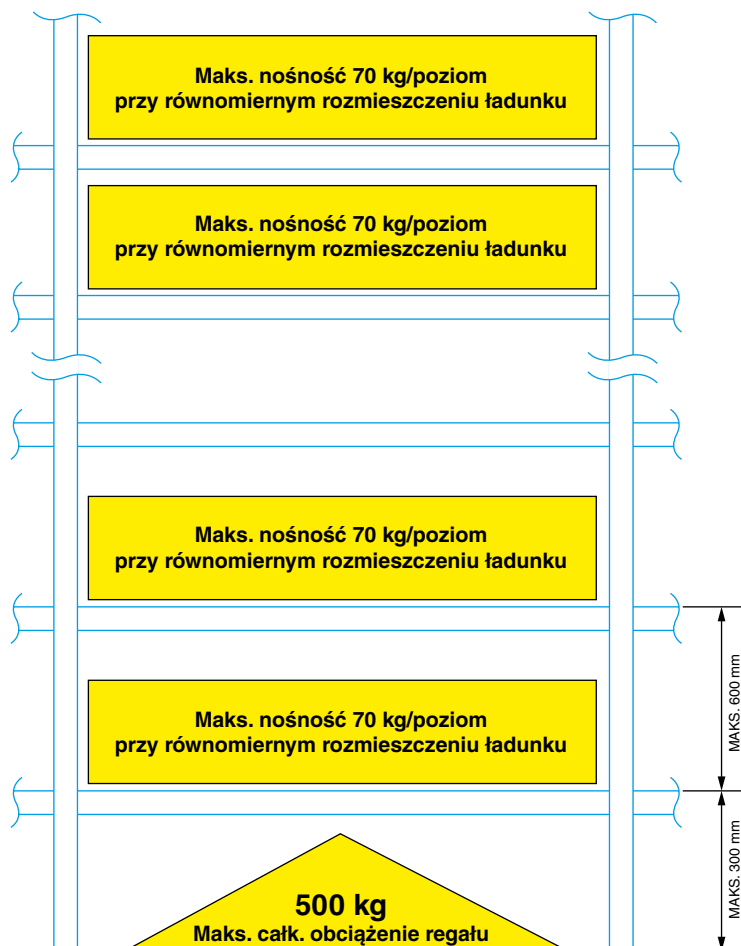 Maks. nośność 70 kg/poziom
przy równomiernym rozmieszczeniu ładunku
Maks. nośność 70 kg/poziom
przy równomiernym rozmieszczeniu ładunku
Maks. nośność 70 kg/poziom
przy równomiernym rozmieszczeniu ładunku
MAKS. 600 mm
Maks. nośność 70 kg/poziom
przy równomiernym rozmieszczeniu ładunku
MAKS. 300 mm
500 kg
Maks. całk. obciążenie regału